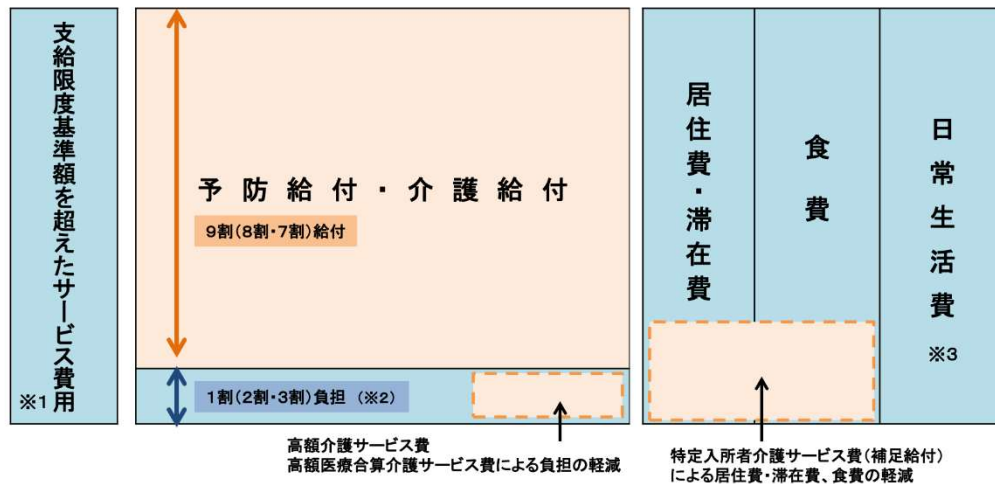 支給限度基準額を超えたサービス費用
※1
予防給付・介護給付
9割(8割・7割)給付
1割(2割・3割)負担 (※2)
高額介護サービス費
高額医療合算介護サービス費による負担の軽減
居住費・滞在費
食費
日常生活費
※3
特定入所者介護サービス費(補足給付)
による居住費・滞在費、食費の軽減